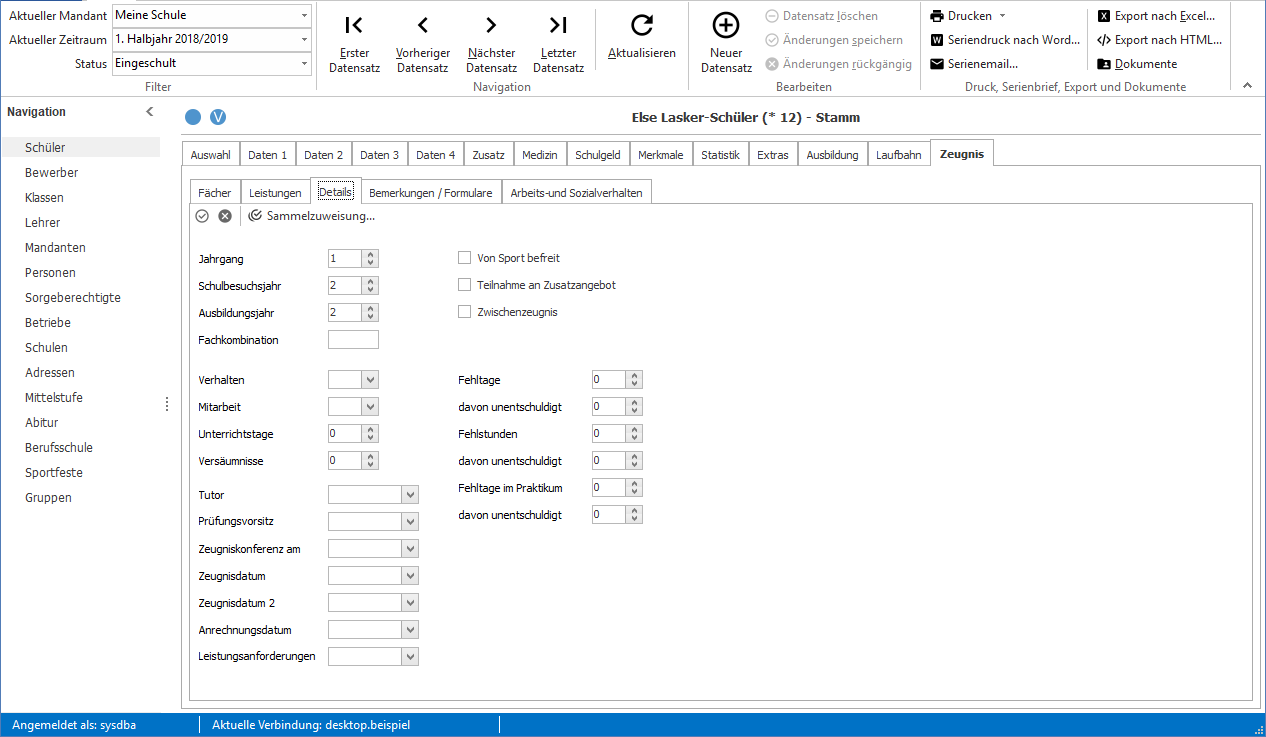 Aktueller Mandant Meine Schule
Aktueller Zeitraum 1. Halbjahr 2018/2019
Status Eingeschult
Filter
Erster Datensatz
Vorheriger Datensatz
Nächster Datensatz
Letzter Datensatz
Aktualisieren
Navigation
Neuer Datensatz
Datensatz löschen
Änderungen speichern
Änderungen rückgängig
Bearbeiten
Drucken
Seriendruck nach Word...
Serienemail...
Export nach Excel...
Export nach HTML...
Dokumente
Druck, Serienbrief, Export und Dokumente
Navigation
Schüler
Bewerber
Klassen
Lehrer
Mandanten
Personen
Sorgeberechtigte
Betriebe
Schulen
Adressen
Mittelstufe
Abitur
Berufsschule
Sportfeste
Gruppen
V
Else Lasker-Schüler (* 12) - Stamm
Auswahl Daten 1 Daten 2 Daten 3 Daten 4 Zusatz Medizin Schulgeld Merkmale Statistik Extras Ausbildung Laufbahn Zeugnis
Fächer Leistungen Details Bemerkungen / Formulare Arbeits-und Sozialverhalten
Sammelzuweisung...
Jahrgang 1
Schulbesuchsjahr 2
Ausbildungsjahr 2
Fachkombination
Von Sport befreit
Teilnahme an Zusatzangebot
Zwischenzeugnis
Verhalten
Mitarbeit
Unterrichtstage 0
Versäumnisse 0
Fehltage 0
davon unentschuldigt 0
Fehlstunden 0
davon unentschuldigt 0
Fehltage im Praktikum 0
davon unentschuldigt 0
Tutor
Prüfungsvorsitz
Zeugniskonferenz am
Zeugnisdatum
Zeugnisdatum 2
Anrechnungsdatum
Leistungsanforderungen
Angemeldet als: sysdba
Aktuelle Verbindung: desktop.beispiel